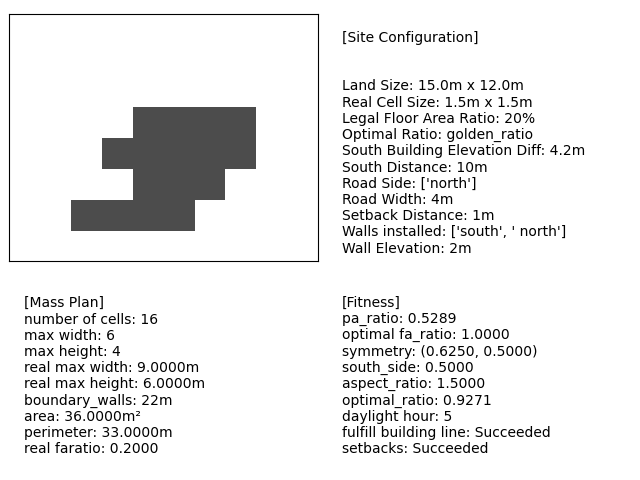 [Site Configuration]
Land Size: 15.0m x 12.0m
Real Cell Size: 1.5m x 1.5m
Legal Floor Area Ratio: 20%
Optimal Ratio: golden_ratio
South Building Elevation Diff: 4.2m
South Distance: 10m
Road Side: ['north']
Road Width: 4m
Setback Distance: 1m
Walls installed: ['south', ' north']
Wall Elevation: 2m
[Mass Plan]
number of cells: 16
max width: 6
max height: 4
real max width: 9.0000m
real max height: 6.0000m
boundary_walls: 22m
area: 36.0000m²
perimeter: 33.0000m
real faratio: 0.2000
[Fitness]
pa_ratio: 0.5289
optimal fa_ratio: 1.0000
symmetry: (0.6250, 0.5000)
south_side: 0.5000
aspect_ratio: 1.5000
optimal_ratio: 0.9271
daylight hour: 5
fulfill building line: Succeeded
setbacks: Succeeded